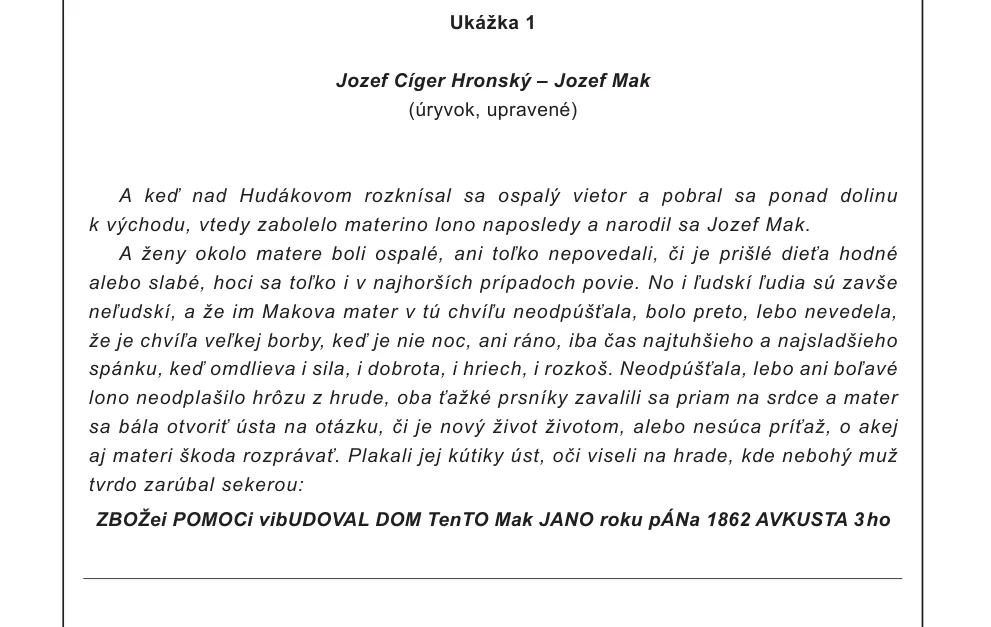 Ukážka 1
Jozef Cíger Hronský – Jozef Mak
(úryvok, upravené)
A keď nad Hudákovom rozknísal sa ospalý vietor a pobral sa ponad dolinu
k východu, vtedy zabolelo materino lono naposledy a narodil sa Jozef Mak.
A ženy okolo matere boli ospalé, ani toľko nepovedali, či je prišlé dieťa hodné
alebo slabé, hoci sa toľko i v najhorších prípadoch povie. No i ľudskí ľudia sú zavše
neľudskí, a že im Makova mater v tú chvíľu neodpúšťala, bolo preto, lebo nevedela,
že je chvíľa veľkej borby, keď je nie noc, ani ráno, iba čas najtuhšieho a najsladšieho
spánku, keď omdlieva i sila, i dobrota, i hriech, i rozkoš. Neodpúšťala, lebo ani boľavé
lono neodplašilo hrôzu z hrude, oba ťažké prsníky zavalili sa priam na srdce a mater
sa bála otvoriť ústa na otázku, či je nový život životom, alebo nesúca príťaž, o akej
aj materi škoda rozprávať. Plakali jej kútiky úst, oči viseli na hrade, kde nebohý muž
tvrdo zarúbal sekerou:
ZBOŽei POMOCi vibUDOVAL DOM TenTO Mak JANO roku pÁNa 1862 AVKUSTA 3ho